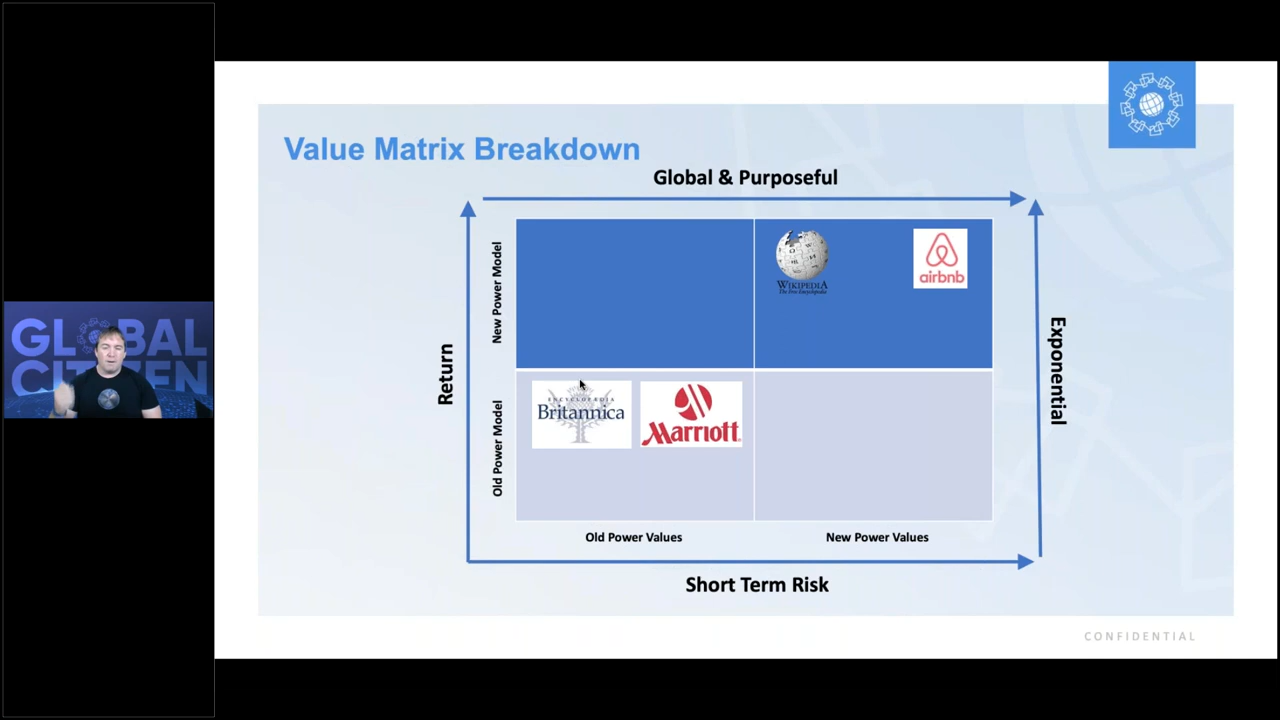 Value Matrix Breakdown
Global & Purposeful
New Power Model
WIKIPEDIA
The Free Encyclopedia
airbnb
Return
Exponential
GLOBAL
CITIZEN
Old Power Model
ENCYCLOPÆDIA
Britannica
Marriott
Old Power Values
New Power Values
Short Term Risk
CONFIDENTIAL